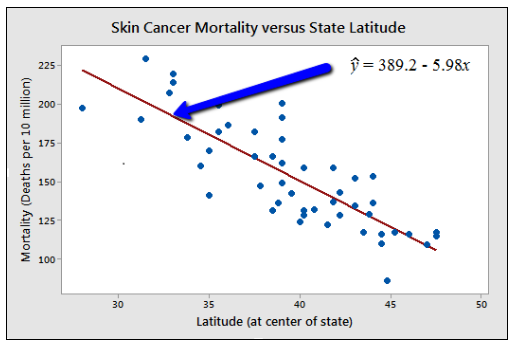 Skin Cancer Mortality versus State Latitude
ŷ = 389.2 - 5.98x
Mortality (Deaths per 10 million)
225
200
175
150
125
100
30
35
40
45
50
Latitude (at center of state)